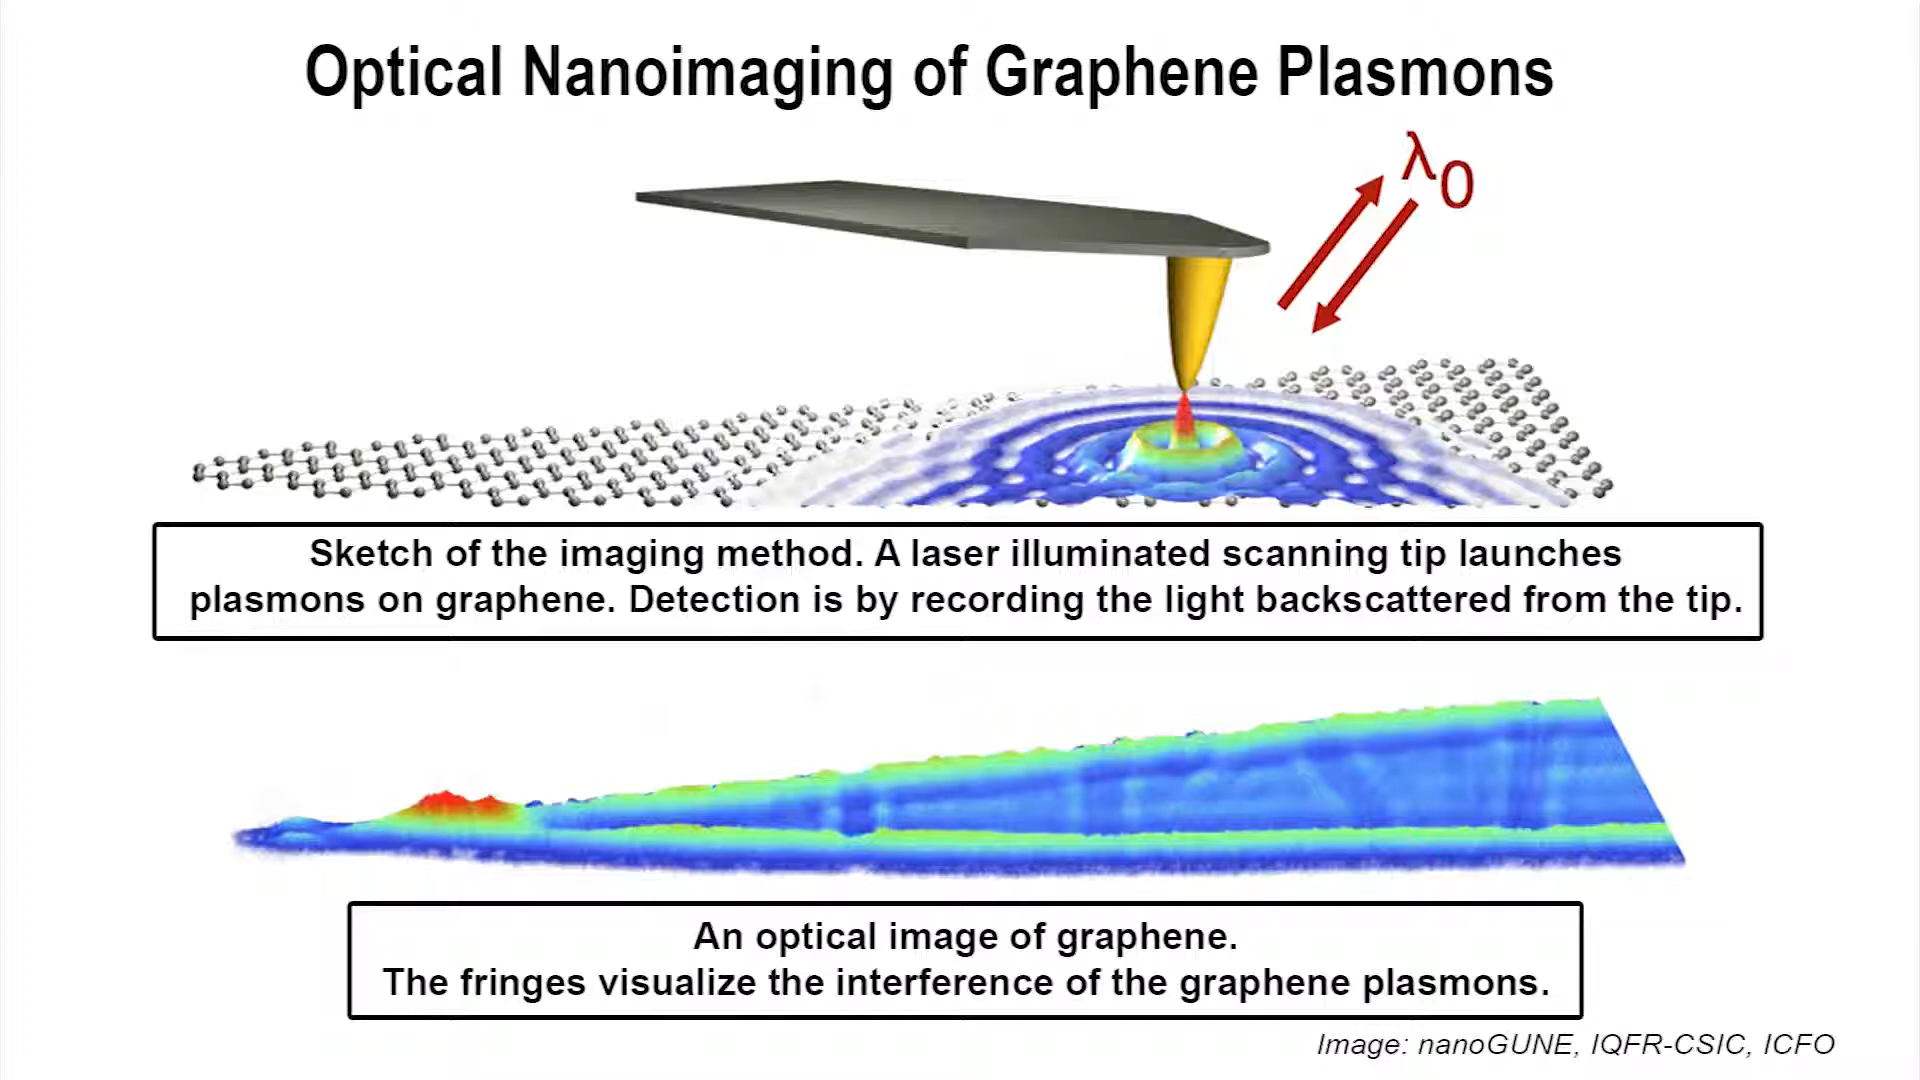 Optical Nanoimaging of Graphene Plasmons
λ0
Sketch of the imaging method. A laser illuminated scanning tip launches
plasmons on graphene. Detection is by recording the light backscattered from the tip.
An optical image of graphene.
The fringes visualize the interference of the graphene plasmons.
Image: nanoGUNE, IQFR-CSIC, ICFO